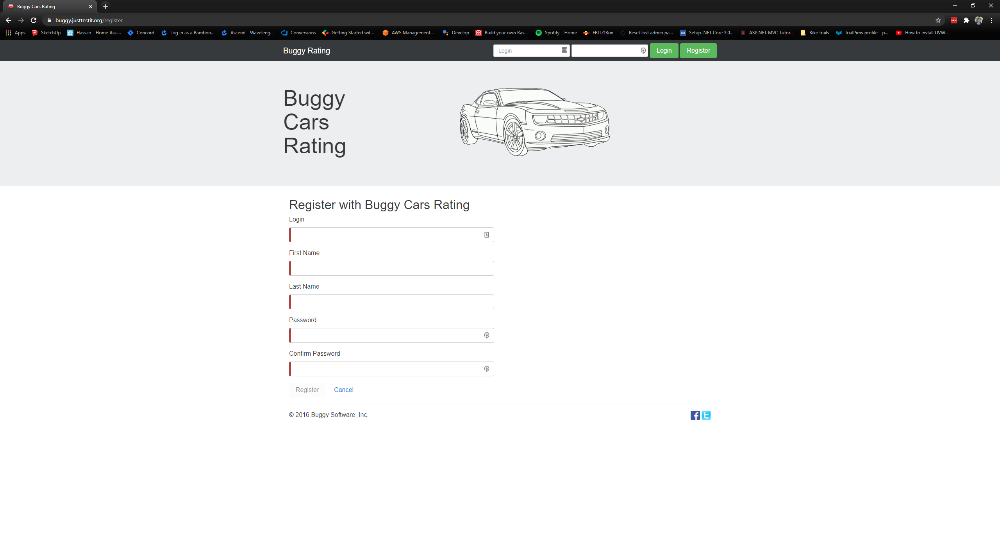 Buggy Cars Rating
buggy.justtestit.org/register
Apps SketchUp Hass.io - Home Assi... Concord Log in as a Bamboo... Ascend - Waveleng... Conversions Getting Started wit... AWS Management... Develop Build your own Ras... Spotify – Home FRITZ!Box Reset lost admin pa... Setup .NET Core 3.0... ASP.NET MVC Tutor... Bike trails TrialPims profile - p... How to install DVW...
Buggy Rating Login Login Register
Buggy
Cars
Rating
Register with Buggy Cars Rating
Login
First Name
Last Name
Password
Confirm Password
Register Cancel
© 2016 Buggy Software, Inc.